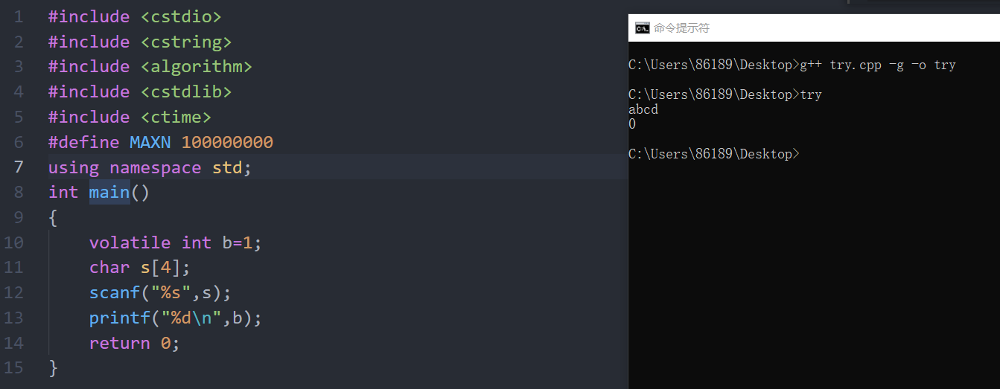 1 #include <cstdio>
2 #include <cstring>
3 #include <algorithm>
4 #include <cstdlib>
5 #include <ctime>
6 #define MAXN 100000000
7 using namespace std;
8 int main()
9 {
10     volatile int b=1;
11     char s[4];
12     scanf("%s",s);
13     printf("%d\n",b);
14     return 0;
15 }
C:\. 命令提示符
C:\Users\86189\Desktop>g++ try.cpp -g -o try
C:\Users\86189\Desktop>try
abcd
0
C:\Users\86189\Desktop>